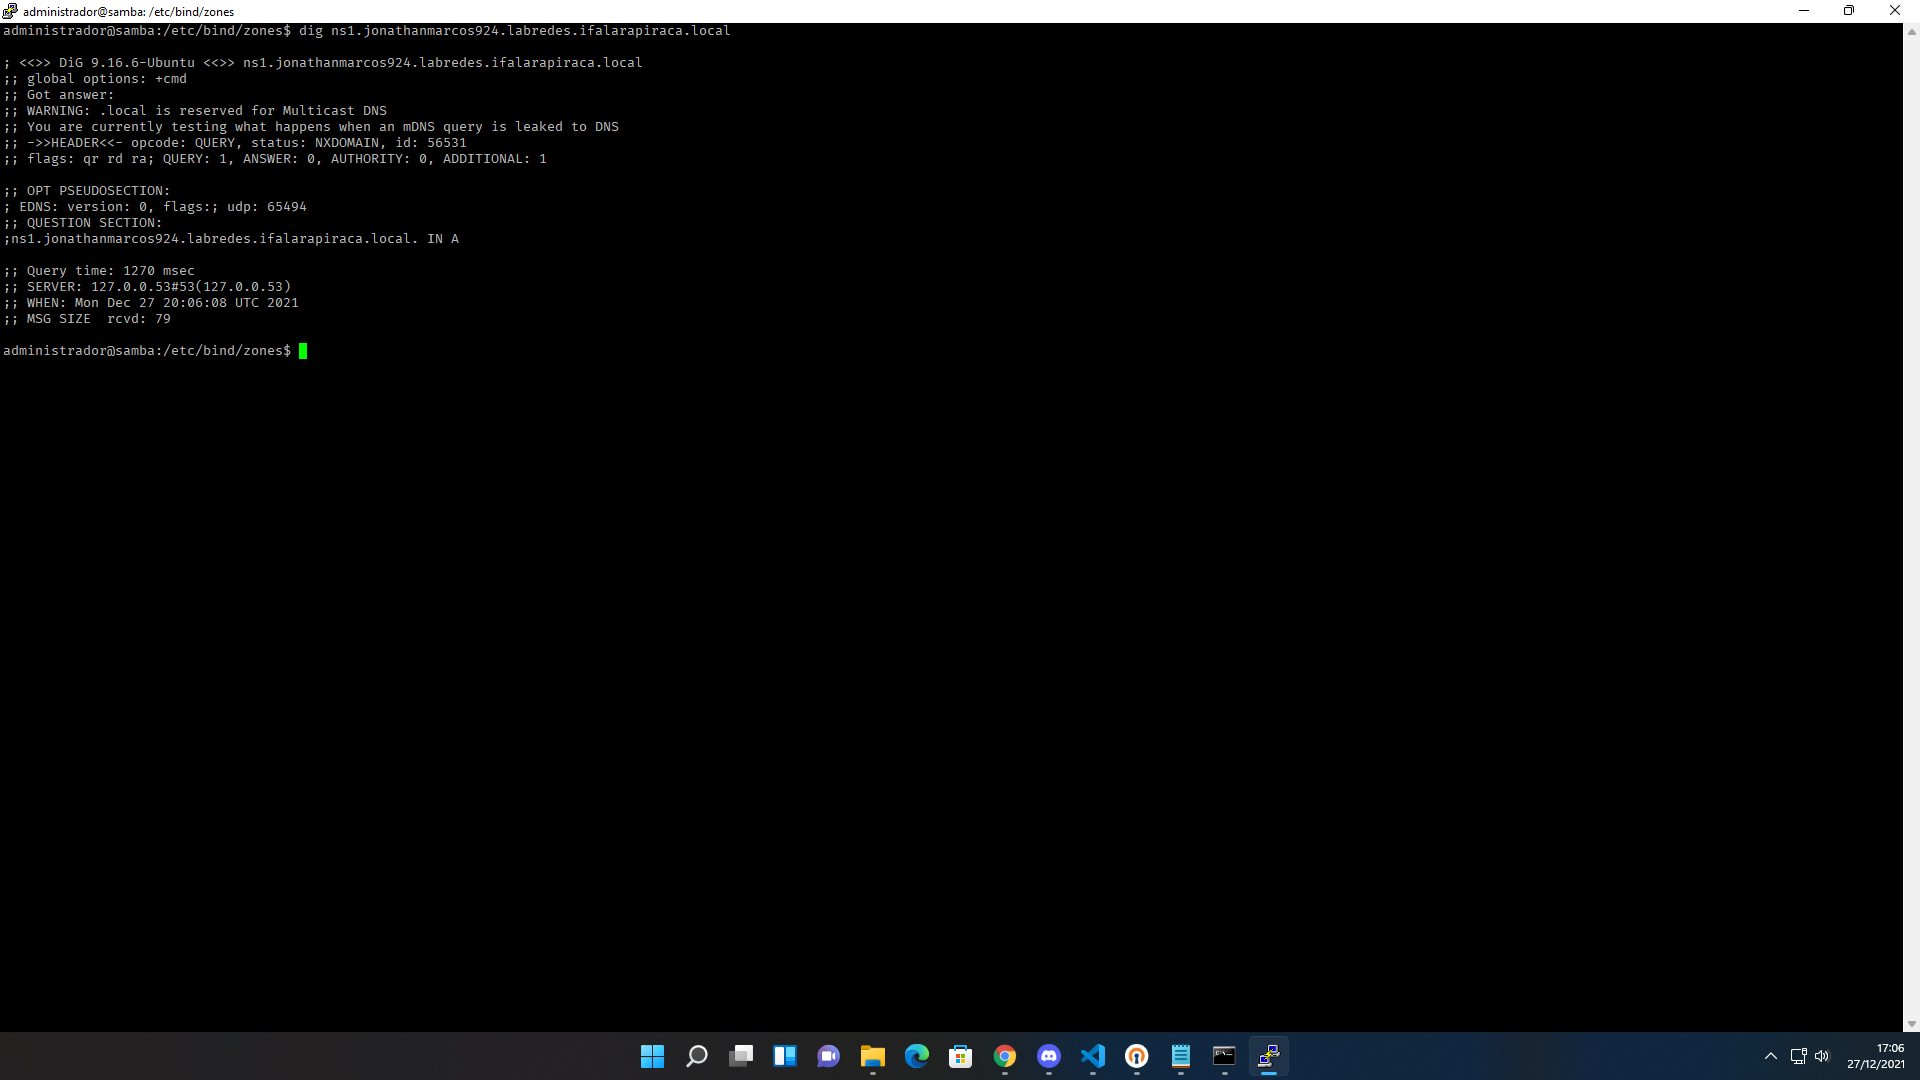 administrador@samba: /etc/bind/zones
administrador@samba:/etc/bind/zones$ dig ns1.jonathanmarcos924.labredes.ifalarapiraca.local
; <<>> DiG 9.16.6-Ubuntu <<>> ns1.jonathanmarcos924.labredes.ifalarapiraca.local
;; global options: +cmd
;; Got answer:
;; WARNING: .local is reserved for Multicast DNS
;; You are currently testing what happens when an mDNS query is leaked to DNS
;; ->>HEADER<<- opcode: QUERY, status: NXDOMAIN, id: 56531
;; flags: qr rd ra; QUERY: 1, ANSWER: 0, AUTHORITY: 0, ADDITIONAL: 1
;; OPT PSEUDOSECTION:
; EDNS: version: 0, flags:; udp: 65494
;; QUESTION SECTION:
;ns1.jonathanmarcos924.labredes.ifalarapiraca.local. IN A
;; Query time: 1270 msec
;; SERVER: 127.0.0.53#53(127.0.0.53)
;; WHEN: Mon Dec 27 20:06:08 UTC 2021
;; MSG SIZE  rcvd: 79
administrador@samba:/etc/bind/zones$
17:06
27/12/2021